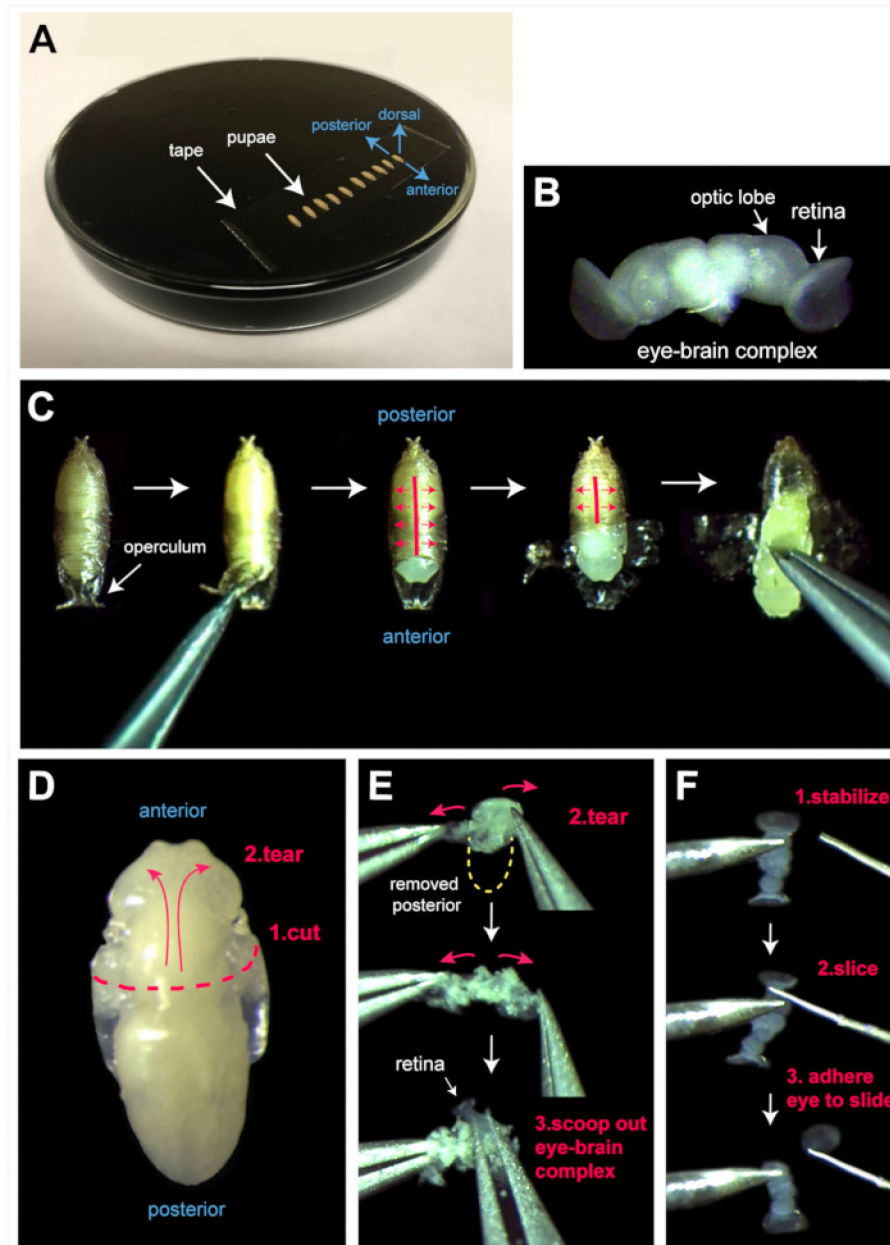 A
tape
pupae
posterior
dorsal
anterior
B
optic lobe
retina
eye-brain complex
C
operculum
posterior
anterior
D
anterior
2.tear
1.cut
posterior
E
2.tear
removed
posterior
retina
3.scoop out
eye-brain
complex
F
1.stabilize
2.slice
3. adhere
eye to slide